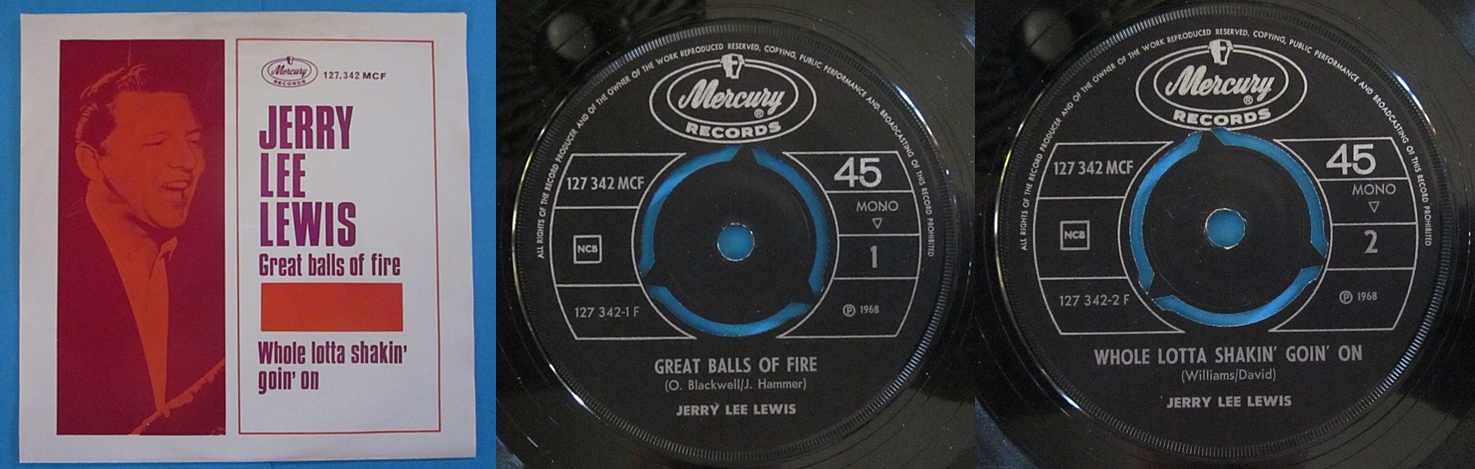 Mercury
RECORDS
127.342 MCF
JERRY
LEE
LEWIS
Great balls of fire
Whole lotta shakin'
goin' on
ALL RIGHTS OF THE RECORD PRODUCER AND OF THE OWNER OF THE WORK REPRODUCED RESERVED, COPYING, PUBLIC PERFORMANCE AND BROADCASTING OF THIS RECORD PROHIBITED
Mercury ®
RECORDS
127 342 MCF
45
MONO
NCB
1
127 342-1 F
℗ 1968
GREAT BALLS OF FIRE
(O. Blackwell/J. Hammer)
JERRY LEE LEWIS
ALL RIGHTS OF THE RECORD PRODUCER AND OF THE OWNER OF THE WORK REPRODUCED RESERVED, COPYING, PUBLIC PERFORMANCE AND BROADCASTING OF THIS RECORD PROHIBITED
Mercury ®
RECORDS
127 342 MCF
45
MONO
NCB
2
127 342-2 F
℗ 1968
WHOLE LOTTA SHAKIN' GOIN' ON
(Williams/David)
JERRY LEE LEWIS